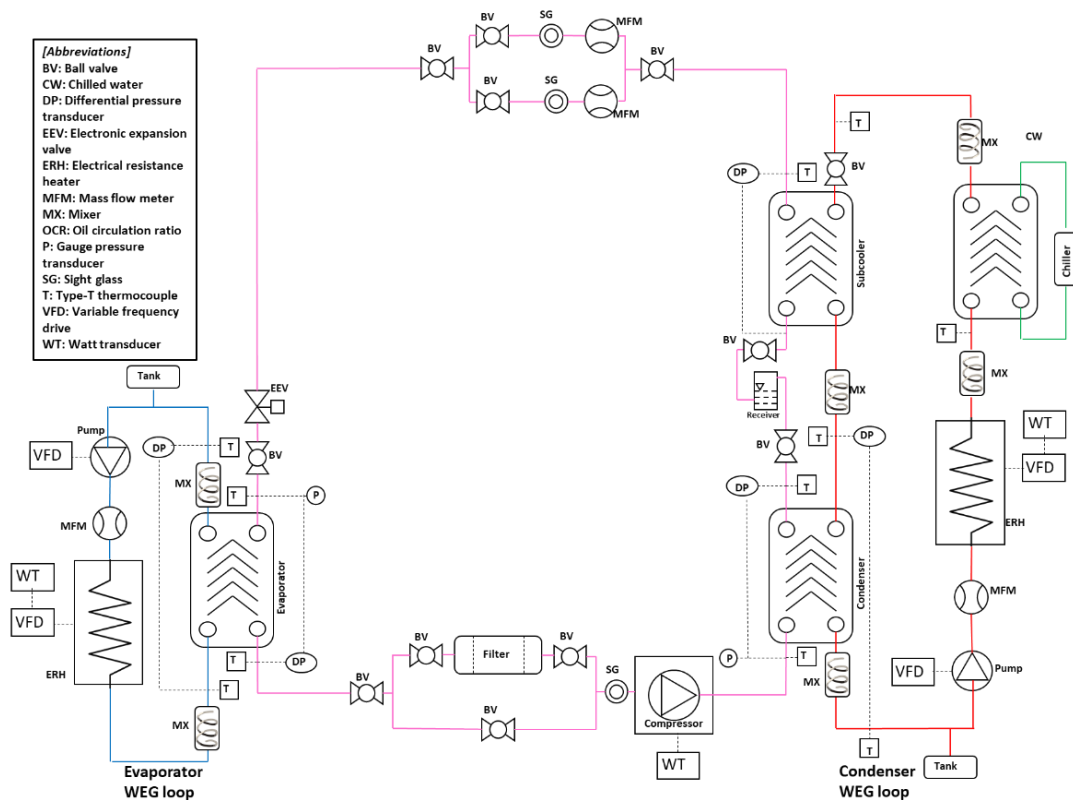 [Abbreviations]
BV: Ball valve
CW: Chilled water
DP: Differential pressure
transducer
EEV: Electronic expansion
valve
ERH: Electrical resistance
heater
MFM: Mass flow meter
MX: Mixer
OCR: Oil circulation ratio
P: Gauge pressure
transducer
SG: Sight glass
T: Type-T thermocouple
VFD: Variable frequency
drive
WT: Watt transducer
BV
SG
MFM
BV
BV
BV
SG
MFM
T
MX
CW
BV
DP
T
Subcooler
Chiller
T
BV
MX
MX
Receiver
Tank
EEV
Pump
VFD
DP
T
BV
MX
T
P
BV
T
DP
DP
T
WT
VFD
ERH
MFM
Evaporator
Condenser
WT
VFD
ERH
MFM
T
DP
T
MX
BV
Filter
BV
BV
BV
SG
Compressor
WT
P
T
MX
VFD
Pump
T
Tank
Evaporator
WEG loop
Condenser
WEG loop